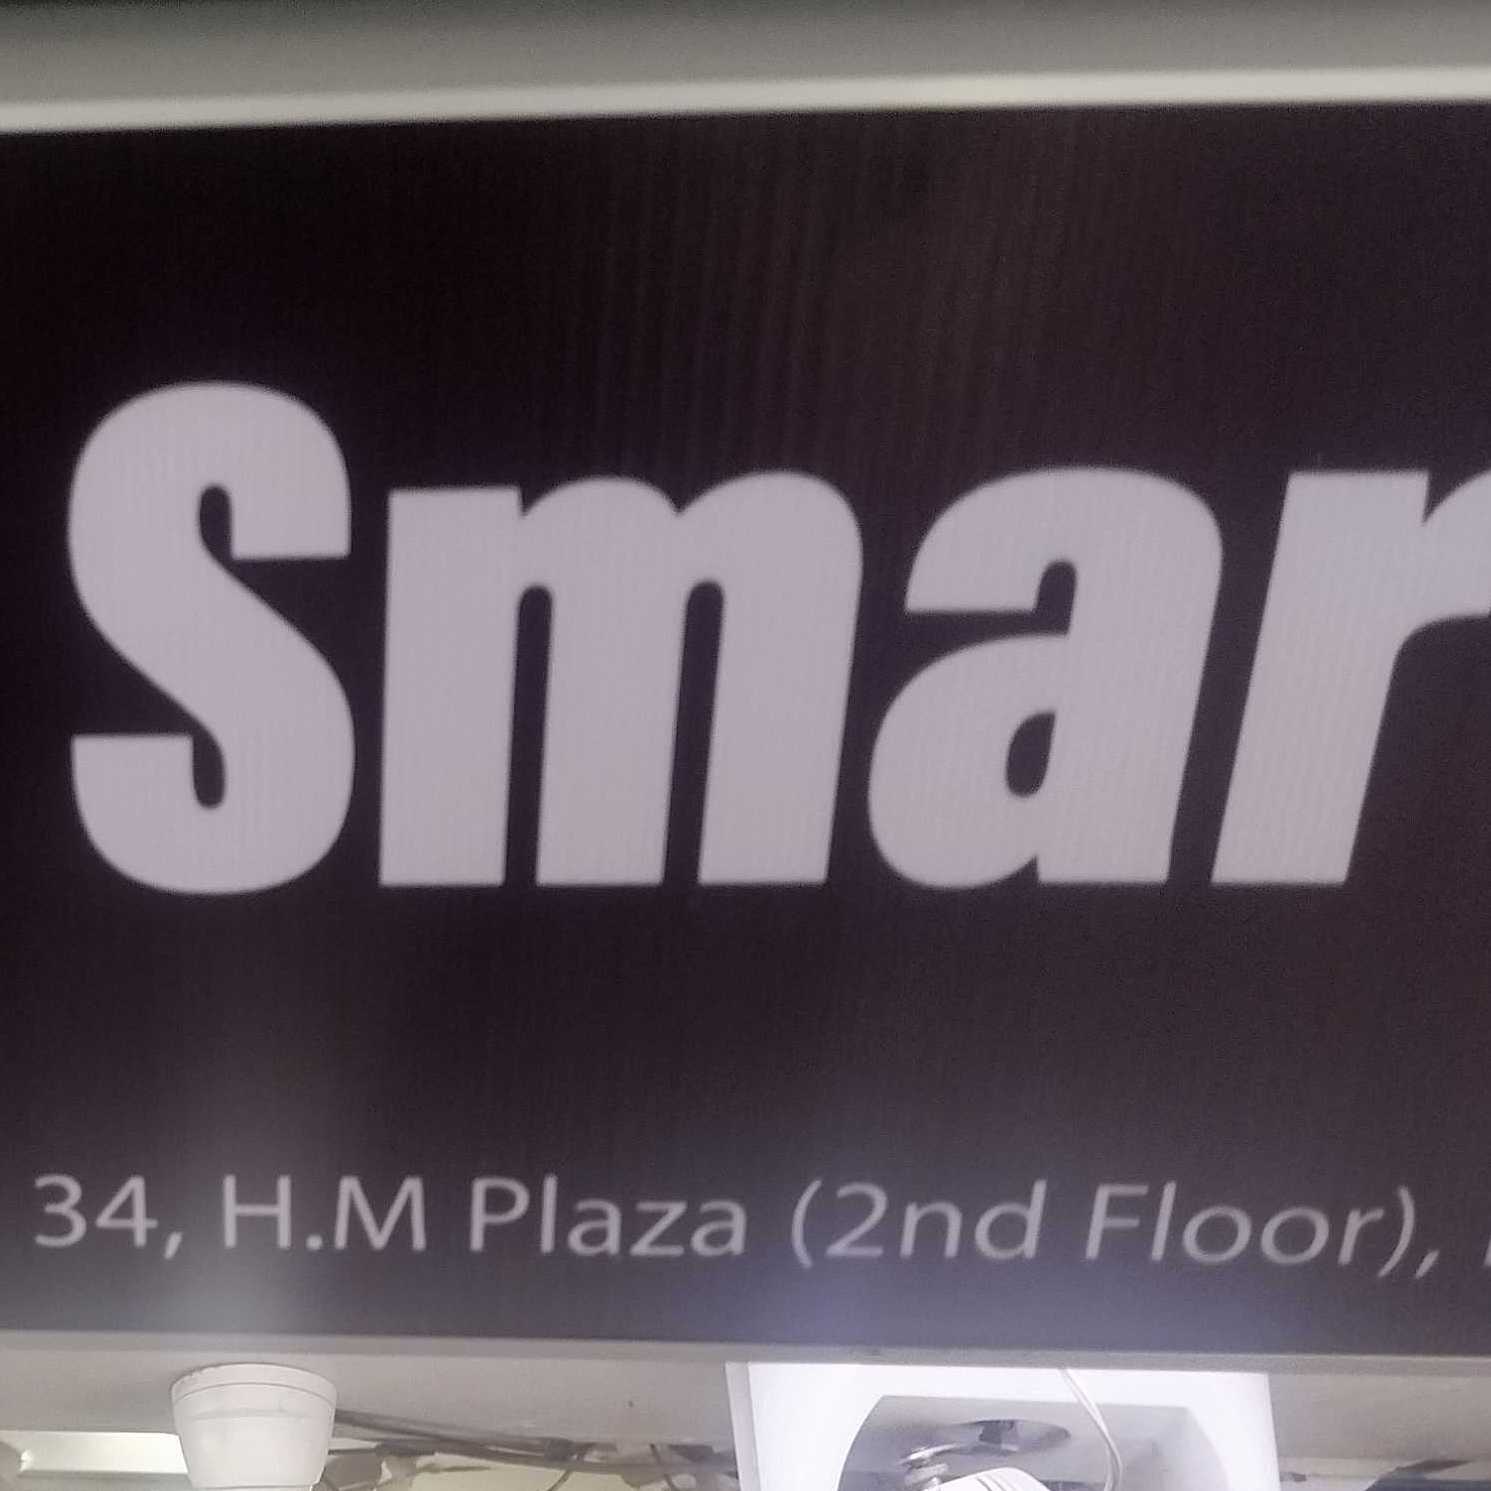 Smar
34, H.M Plaza (2nd Floor),